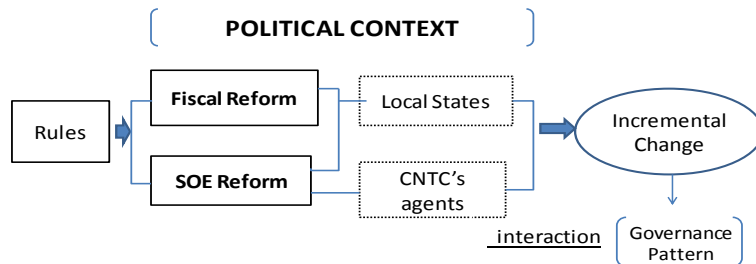 POLITICAL CONTEXT
Rules
Fiscal Reform
SOE Reform
Local States
CNTC's
agents
Incremental
Change
interaction
Governance
Pattern